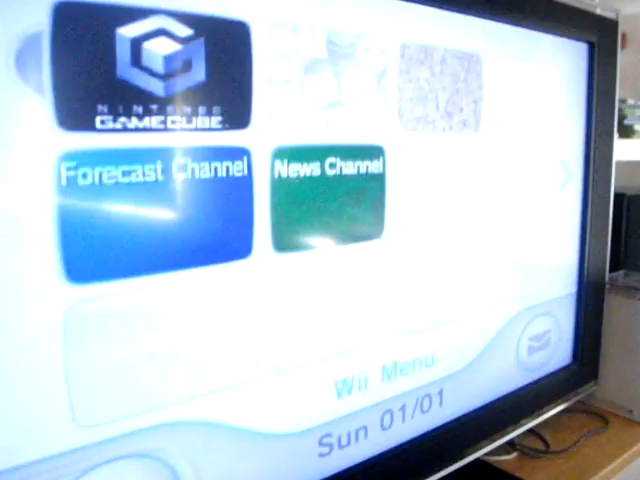 NINTENDO
GAMECUBE
Forecast Channel
News Channel
Wii Menu
Sun 01/01